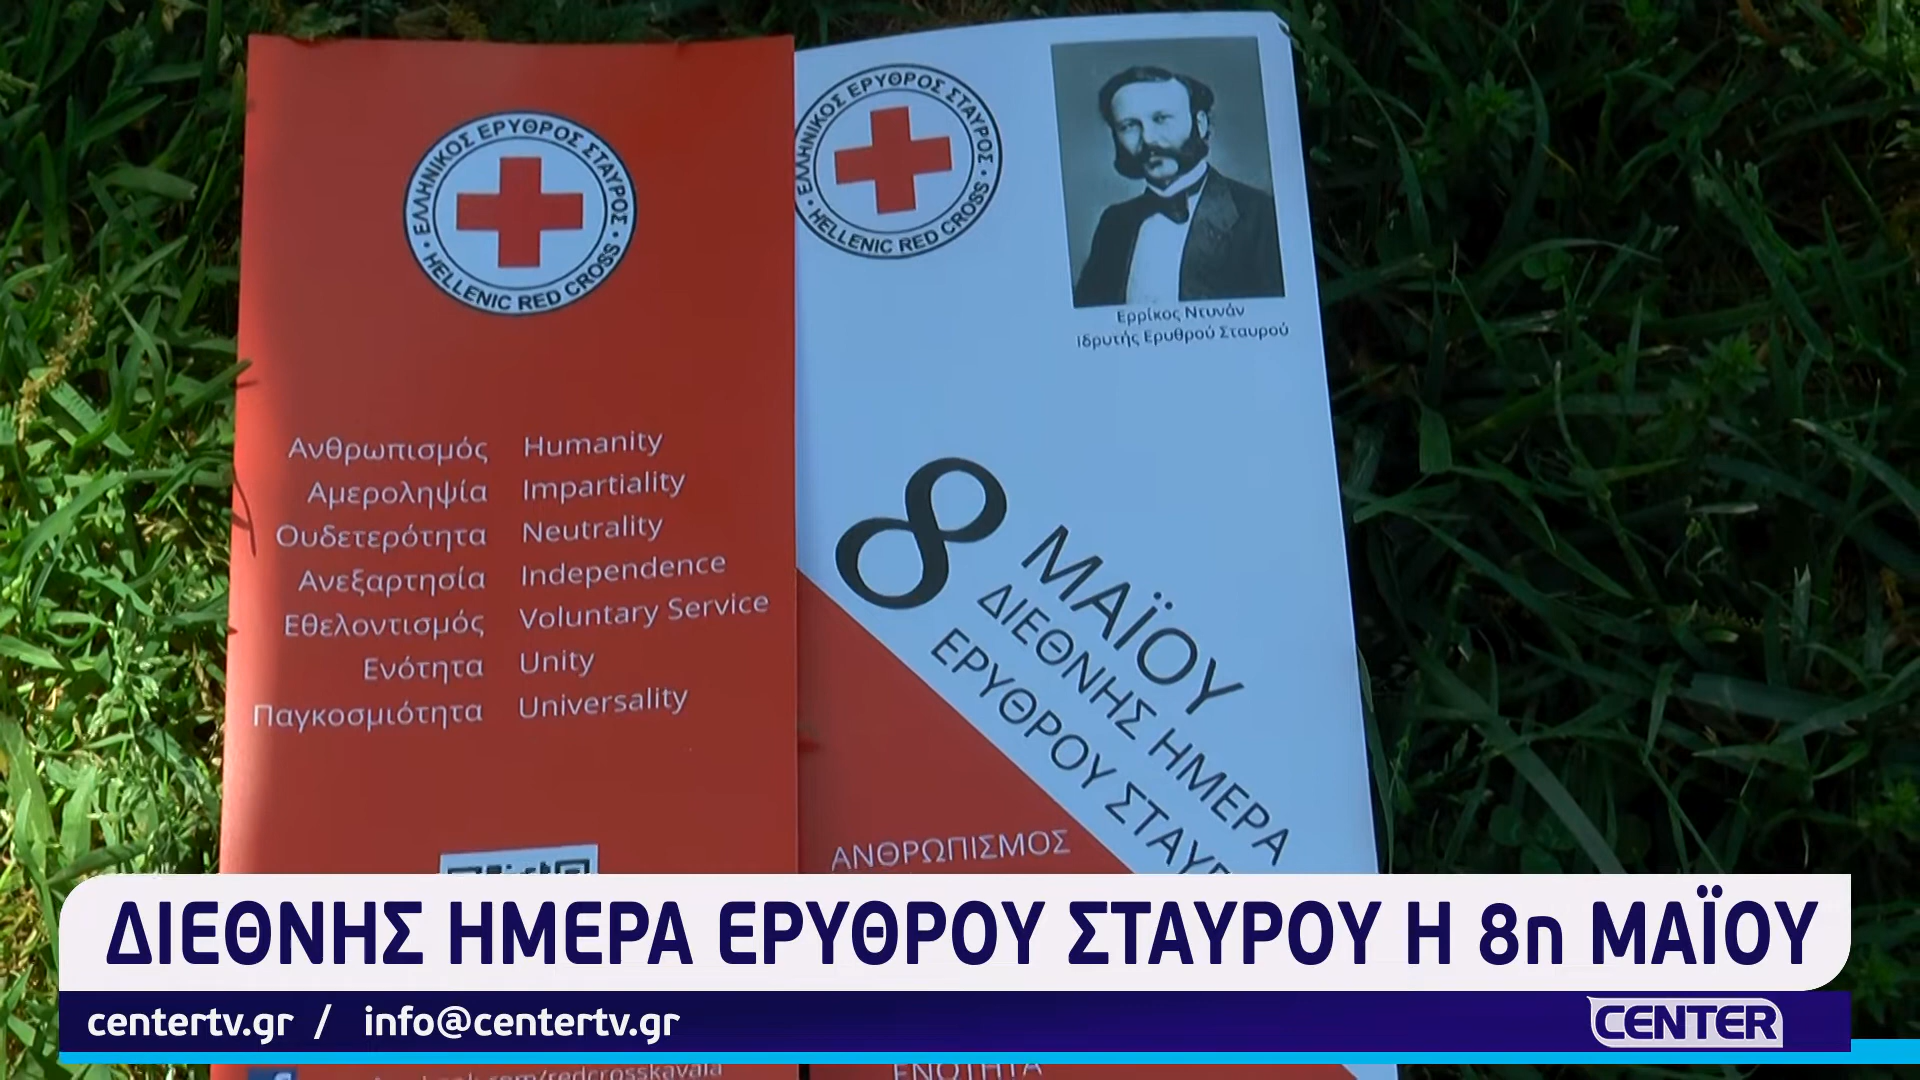 ΕΛΛΗΝΙΚΟΣ ΕΡΥΘΡΟΣ ΣΤΑΥΡΟΣ
HELLENIC RED CROSS
Ανθρωπισμός Humanity
Αμεροληψία Impartiality
Ουδετερότητα Neutrality
Ανεξαρτησία Independence
Εθελοντισμός Voluntary Service
Ενότητα Unity
Παγκοσμιότητα Universality
ΕΛΛΗΝΙΚΟΣ ΕΡΥΘΡΟΣ ΣΤΑΥΡΟΣ
HELLENIC RED CROSS
Ερρίκος Ντυνάν
Ιδρυτής Ερυθρού Σταυρού
8 ΜΑΪΟΥ
ΔΙΕΘΝΗΣ ΗΜΕΡΑ
ΕΡΥΘΡΟΥ
ΑΝΘΡΩΠΙΣΜΟΣ
ΔΙΕΘΝΗΣ ΗΜΕΡΑ ΕΡΥΘΡΟΥ ΣΤΑΥΡΟΥ Η 8η ΜΑΪΟΥ
centertv.gr / info@centertv.gr
CENTER
ΕΝΟΤΗΤΑ